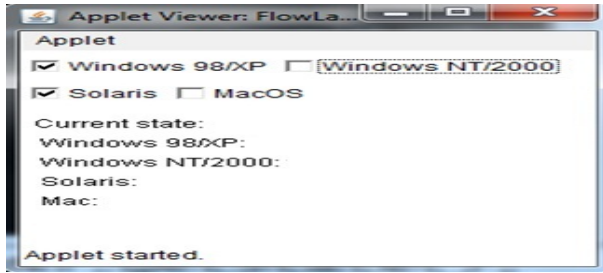 Applet Viewer: FlowLa...
Applet
Windows 98/XP Windows NT/2000
Solaris MacOS
Current state:
Windows 98/XP:
Windows NT/2000:
Solaris:
Mac:
Applet started.